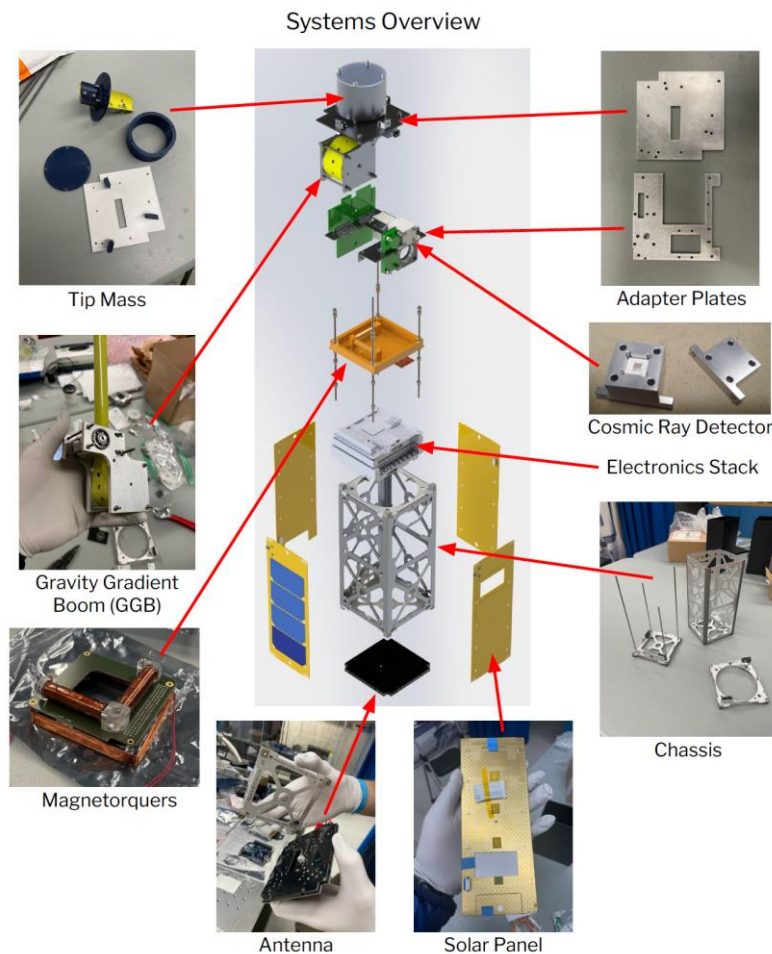 Systems Overview
Tip Mass
Adapter Plates
Cosmic Ray Detector
Electronics Stack
Gravity Gradient
Boom (GGB)
Magnetorquers
Chassis
Antenna
Solar Panel